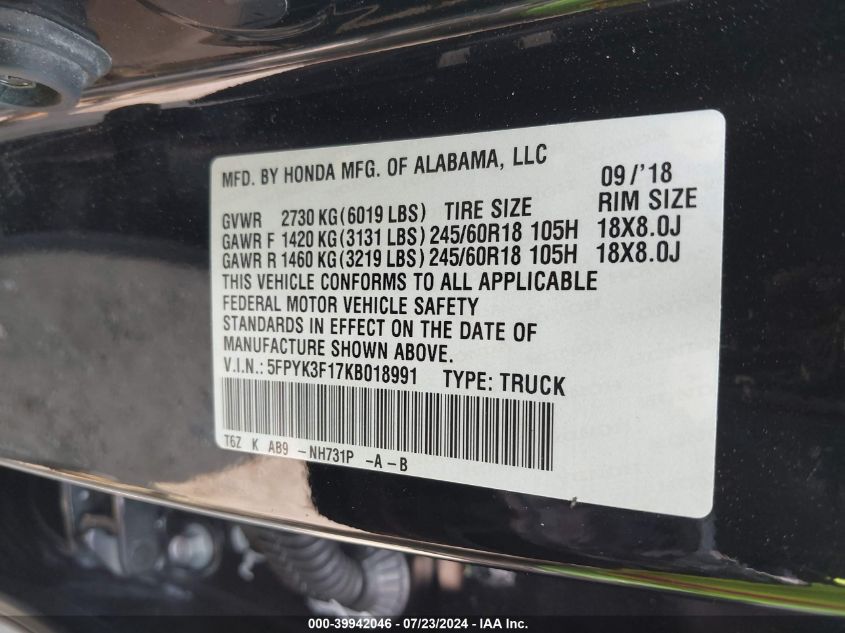 MFD. BY HONDA MFG. OF ALABAMA, LLC 09/'18
GVWR 2730 KG(6019 LBS) TIRE SIZE RIM SIZE
GAWR F 1420 KG(3131 LBS) 245/60R18 105H 18X8.0J
GAWR R 1460 KG(3219 LBS) 245/60R18 105H 18X8.0J
THIS VEHICLE CONFORMS TO ALL APPLICABLE
FEDERAL MOTOR VEHICLE SAFETY
STANDARDS IN EFFECT ON THE DATE OF
MANUFACTURE SHOWN ABOVE.
V.I.N.: 5FPYK3F17KB018991 TYPE: TRUCK
T6Z K AB9 -NH731P -A-B
000-39942046 / 07/23/2024 - IAA Inc.